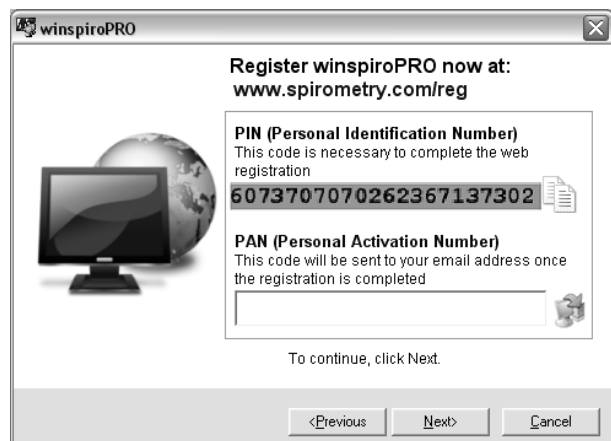 winspiroPRO
Register winspiroPRO now at:
www.spirometry.com/reg
PIN (Personal Identification Number)
This code is necessary to complete the web
registration
607370707026236713​7302
PAN (Personal Activation Number)
This code will be sent to your email address once
the registration is completed
To continue, click Next.
<Previous
Next>
Cancel